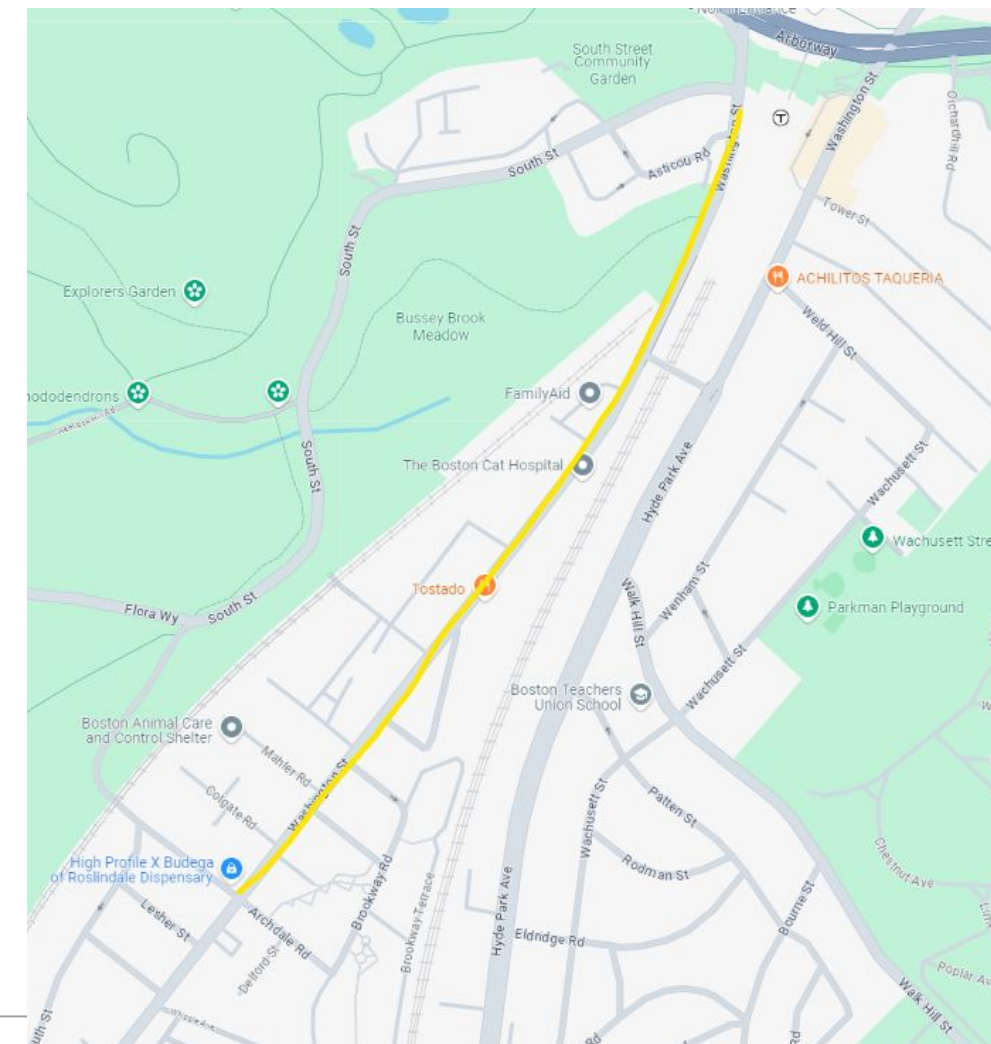 Arborway
South Street
Community
Garden
Washington St
Orchardhill Rd
Washington St
South St
Asticou Rd
Tower St
South St
Explorers Garden
ACHILITOS TAQUERIA
Bussey Brook
Meadow
Weld Hill St
hododendrons
FamilyAid
South St
The Boston Cat Hospital
Hyde Park Ave
Wachusett St
Wachusett Stre
Tostado
Flora Wy
South St
Walk Hill St
Wenham St
Parkman Playground
Wachusett St
Boston Teachers
Union School
Boston Animal Care
and Control Shelter
Mahler Rd
Washington St
Colgate Rd
Wachusett St
Patten St
High Profile X Budega
of Roslindale Dispensary
Rodman St
Chestnut Ave
Brookway Rd
Hyde Park Ave
Bourne St
Lesher St
Archdale Rd
Brookway Terrace
Eldridge Rd
Delford St
Poplar Av
Walk Hill St
Rd
Rd